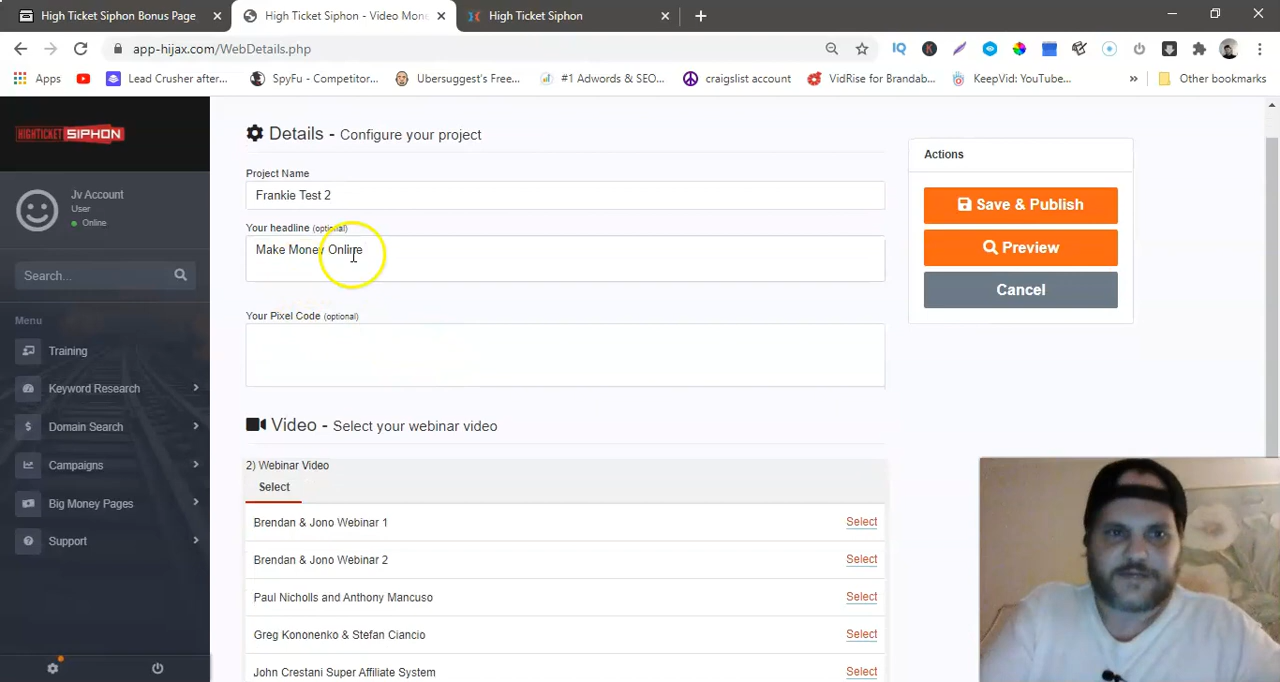 High Ticket Siphon Bonus Page
High Ticket Siphon - Video Mone
High Ticket Siphon
app-hijax.com/WebDetails.php
IQ
K
Apps
Lead Crusher after...
SpyFu - Competitor...
Ubersuggest's Free...
#1 Adwords & SEO...
craigslist account
VidRise for Brandab...
KeepVid: YouTube...
Other bookmarks
HIGHTICKET SIPHON
Jv Account
User
Online
Search...
Menu
Training
Keyword Research
Domain Search
Campaigns
Big Money Pages
Support
Details - Configure your project
Project Name
Frankie Test 2
Your headline (optional)
Make Money Online
Your Pixel Code (optional)
Video - Select your webinar video
2) Webinar Video
Select
Brendan & Jono Webinar 1 Select
Brendan & Jono Webinar 2 Select
Paul Nicholls and Anthony Mancuso Select
Greg Kononenko & Stefan Ciancio Select
John Crestani Super Affiliate System Select
Actions
Save & Publish
Preview
Cancel